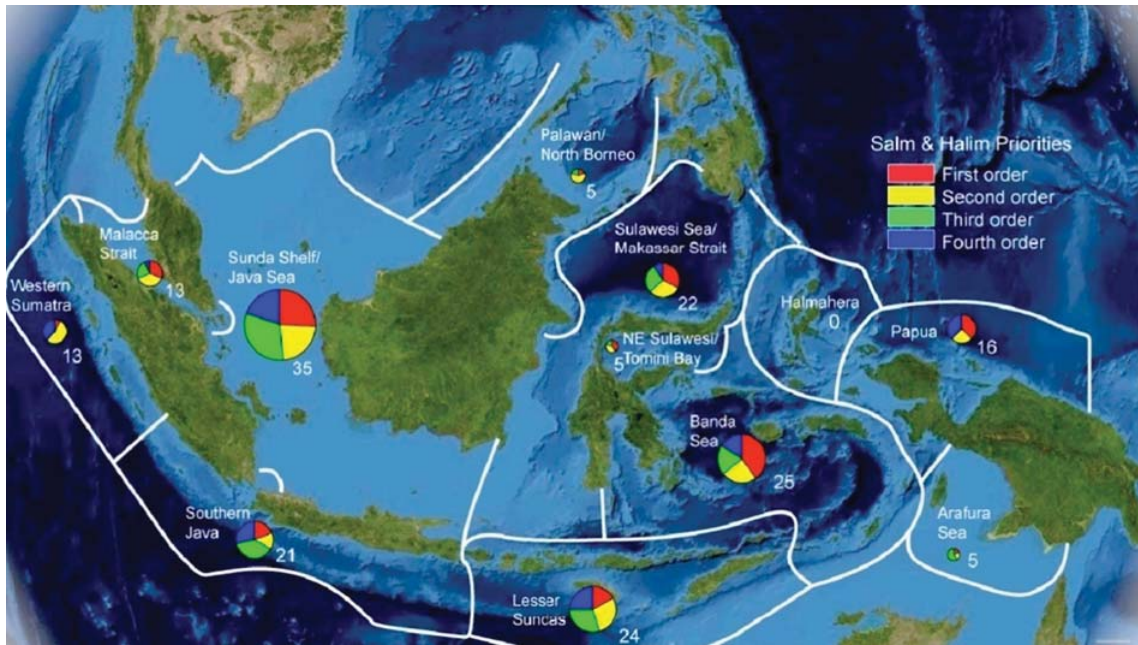 Palawan/
North Borneo
5
Salm & Halim Priorities
First order
Second order
Third order
Fourth order
Malacca
Strait
13
Sunda Shelf/
Java Sea
35
Sulawesi Sea/
Makassar Strait
22
Western
Sumatra
13
Halmahera
0
Papua
16
NE Sulawesi/
Tomini Bay
5
Banda
Sea
25
Southern
Java
21
Arafura
Sea
5
Lesser
Sundas
24